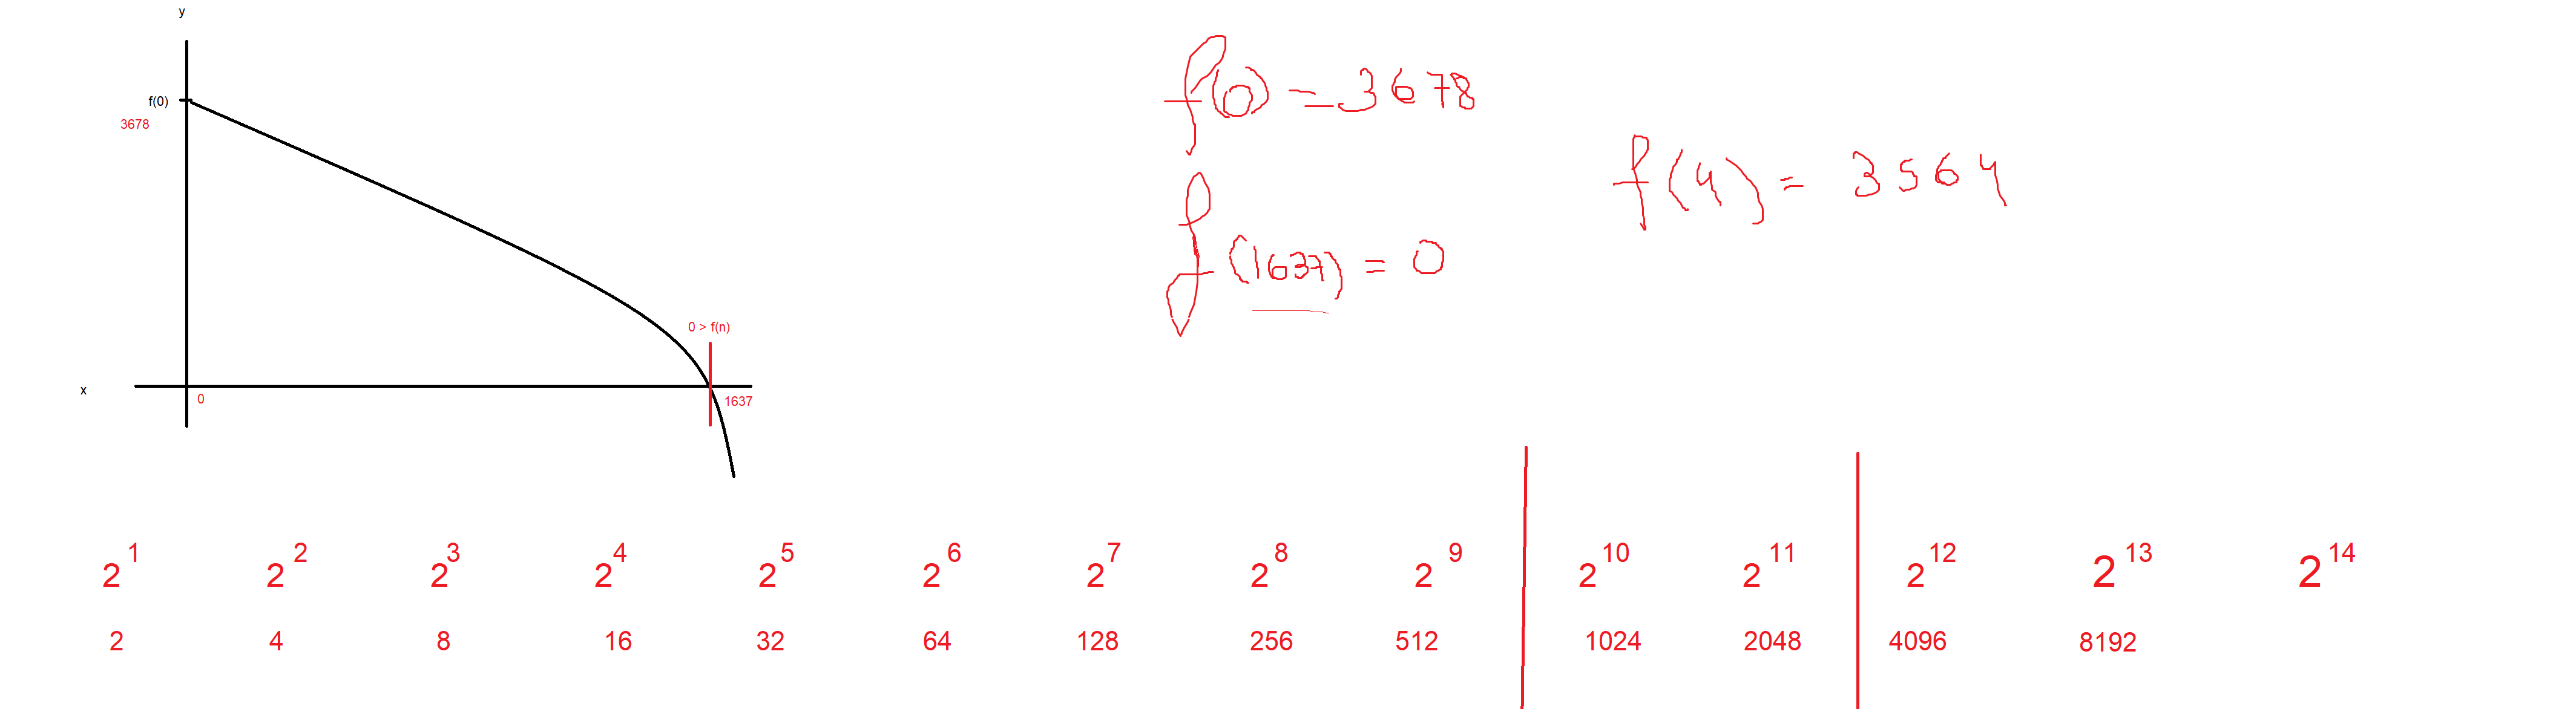 y
f(0)
3678
x
0
0 > f(n)
1637
f(0) = 3678
f(4) = 3564
f(1637) = 0
2^1 2^2 2^3 2^4 2^5 2^6 2^7 2^8 2^9 2^10 2^11 2^12 2^13 2^14
2 4 8 16 32 64 128 256 512 1024 2048 4096 8192